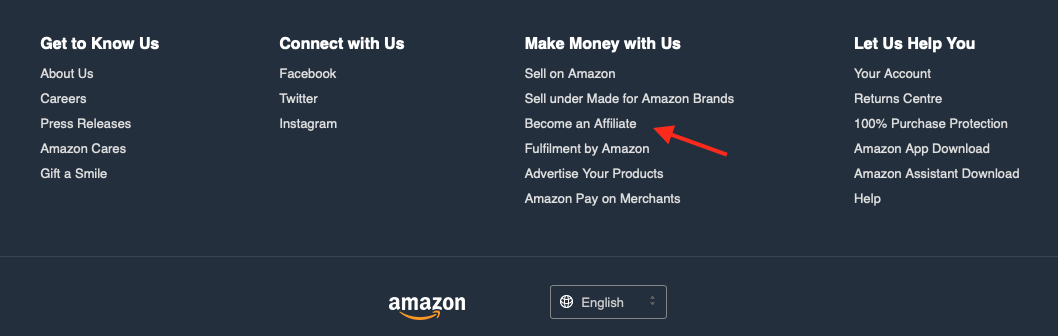 Get to Know Us
About Us
Careers
Press Releases
Amazon Cares
Gift a Smile
Connect with Us
Facebook
Twitter
Instagram
Make Money with Us
Sell on Amazon
Sell under Made for Amazon Brands
Become an Affiliate
Fulfilment by Amazon
Advertise Your Products
Amazon Pay on Merchants
Let Us Help You
Your Account
Returns Centre
100% Purchase Protection
Amazon App Download
Amazon Assistant Download
Help
amazon
English